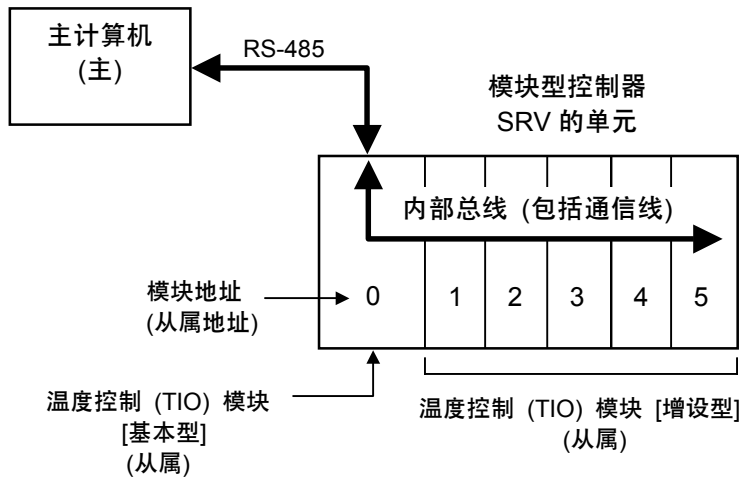 主计算机
(主)
RS-485
模块型控制器
SRV 的单元
内部总线 (包括通信线)
模块地址
(从属地址)
0 1 2 3 4 5
温度控制 (TIO) 模块
[基本型]
(从属)
温度控制 (TIO) 模块 [增设型]
(从属)